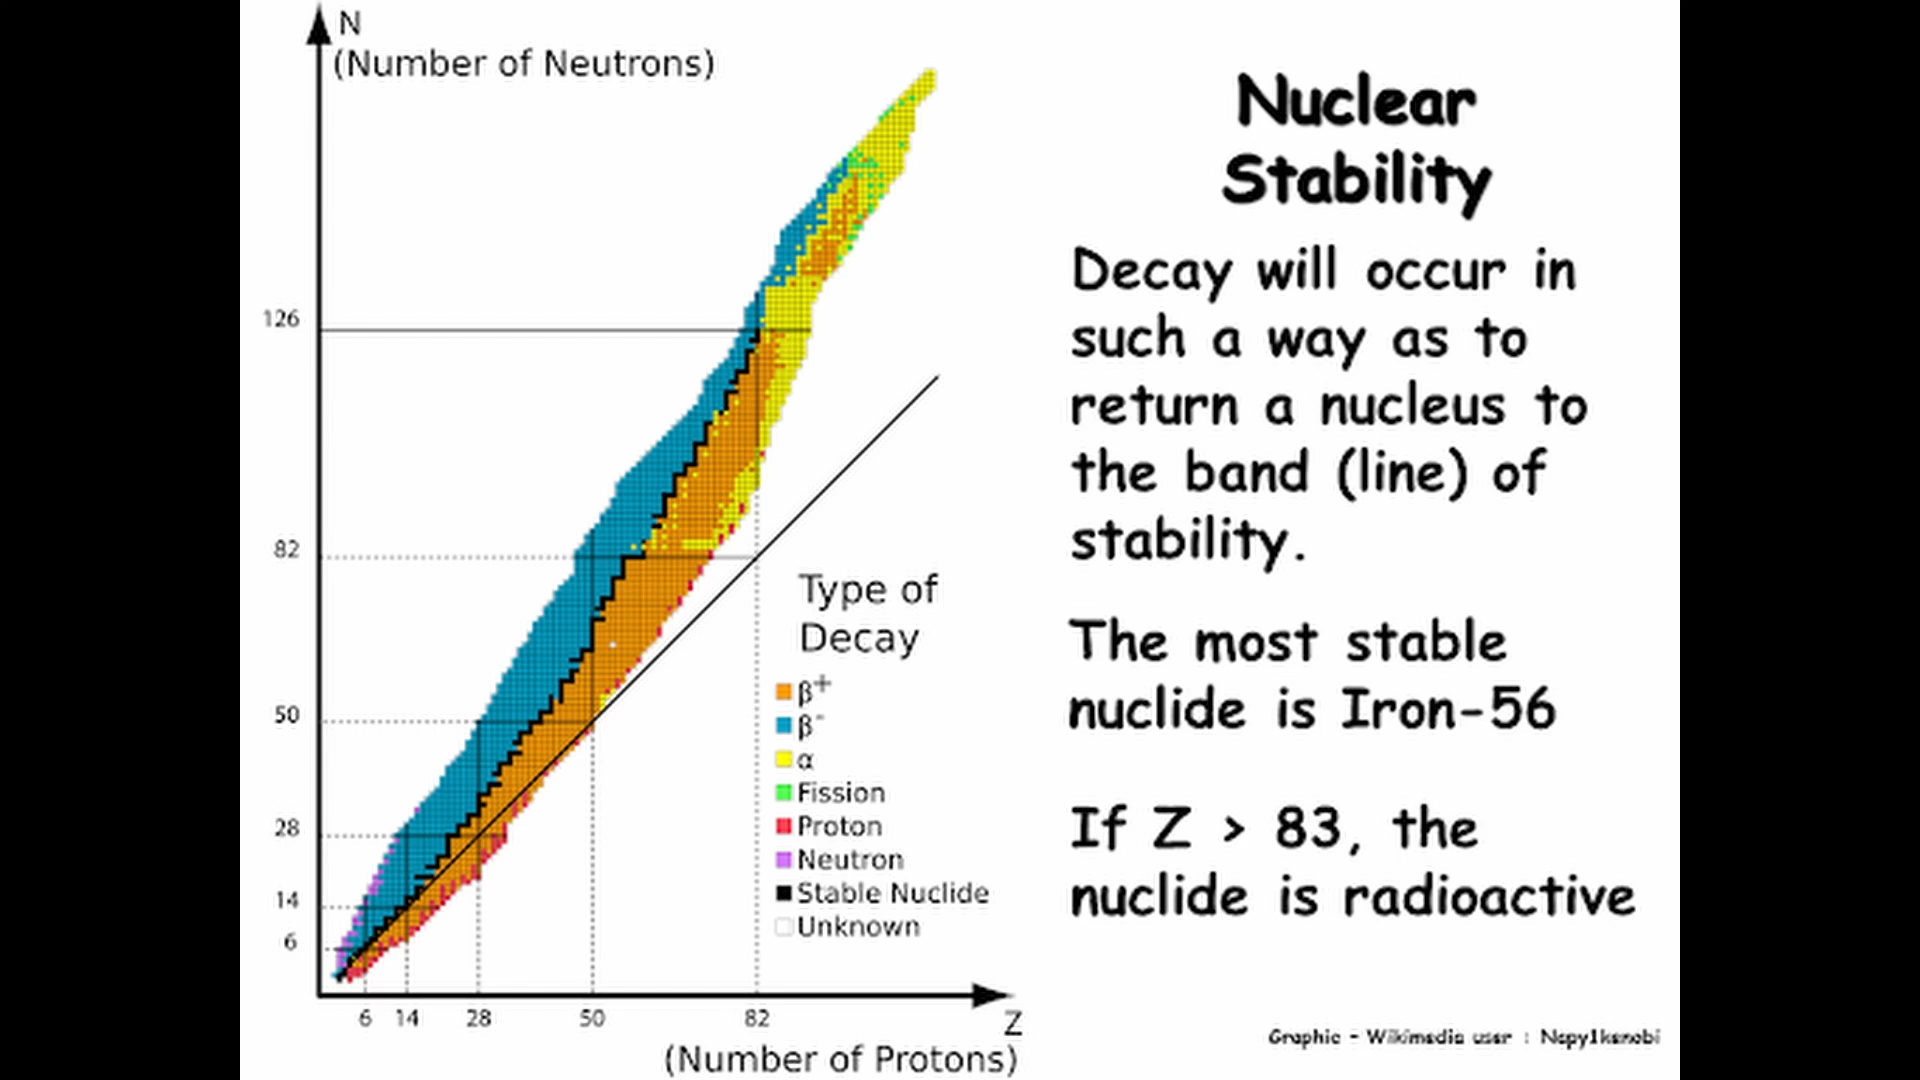 N
(Number of Neutrons)
126
82
50
28
14
6
6 14 28 50 82
Z
(Number of Protons)
Type of
Decay
β+
β-
α
Fission
Proton
Neutron
Stable Nuclide
Unknown
Nuclear
Stability
Decay will occur in
such a way as to
return a nucleus to
the band (line) of
stability.
The most stable
nuclide is Iron-56
If Z > 83, the
nuclide is radioactive
Graphic - Wikimedia user : Napy1kenobi